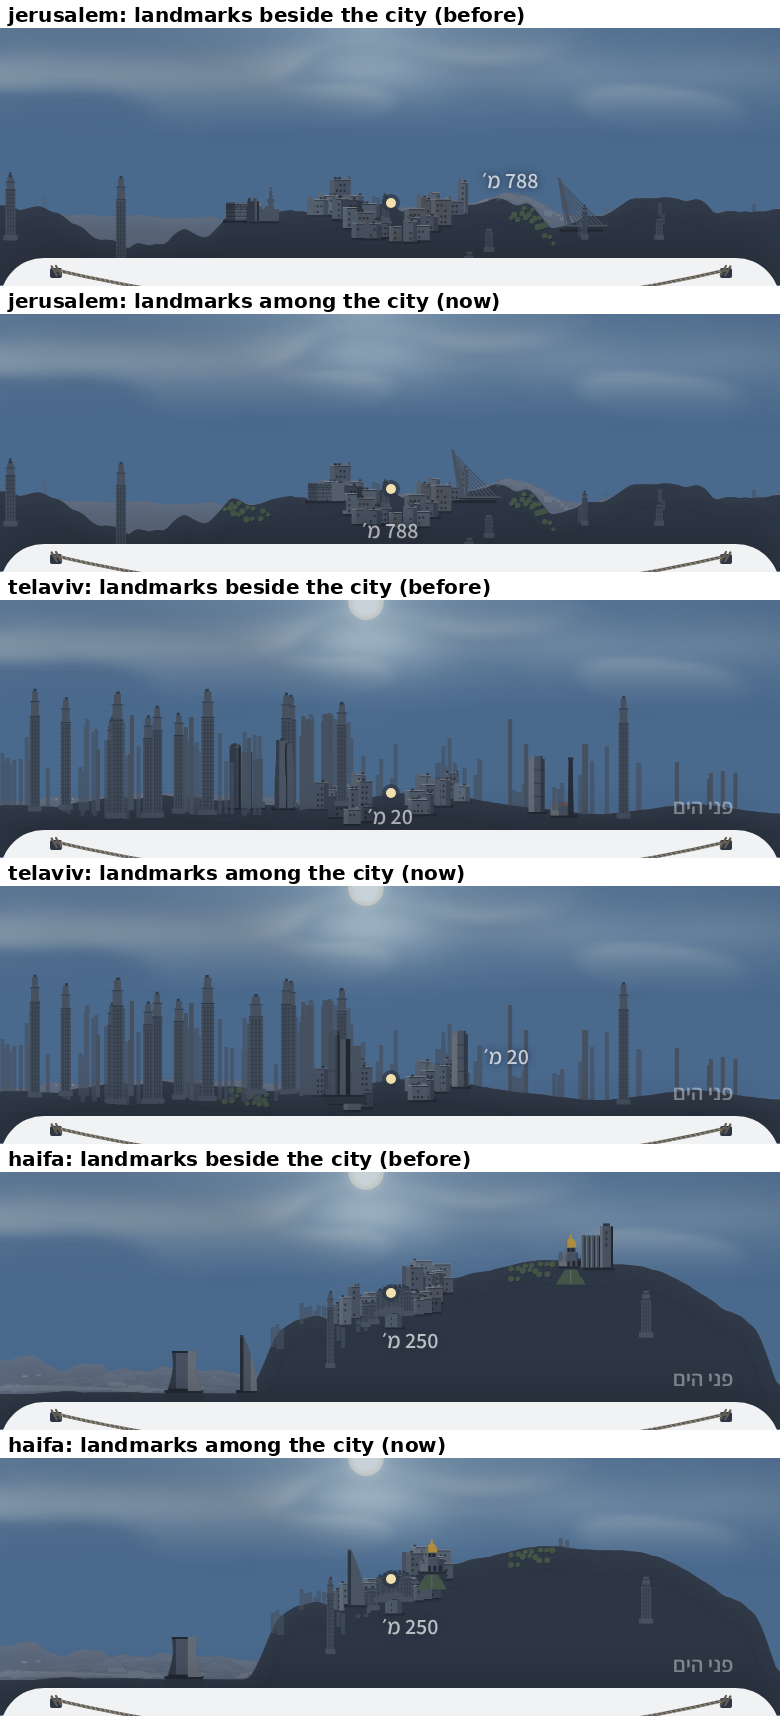 jerusalem: landmarks beside the city (before)
788 מ׳
jerusalem: landmarks among the city (now)
788 מ׳
telaviv: landmarks beside the city (before)
20 מ׳
פני הים
telaviv: landmarks among the city (now)
20 מ׳
פני הים
haifa: landmarks beside the city (before)
250 מ׳
פני הים
haifa: landmarks among the city (now)
250 מ׳
פני הים